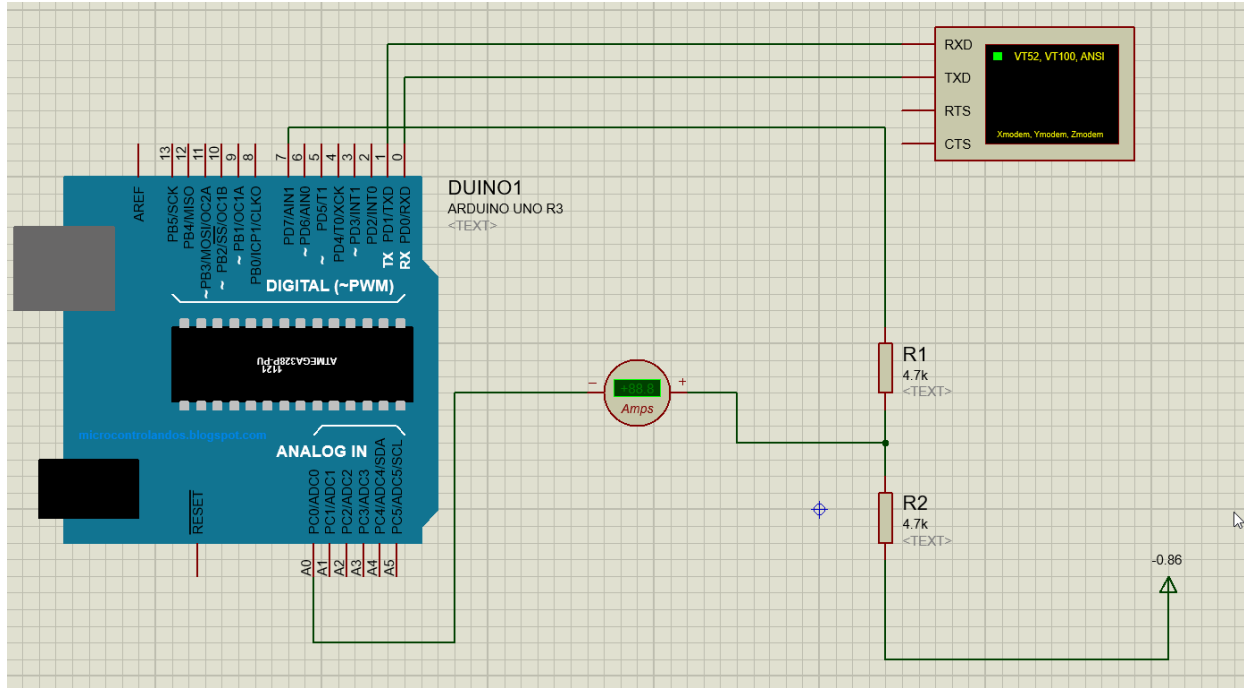 RXD
TXD
RTS
CTS
VT52, VT100, ANSI
Xmodem, Ymodem, Zmodem
13
12
11
10
9
8
7
6
5
4
3
2
1
0
AREF
PB5/SCK
PB4/MISO
~PB3/MOSI/OC2A
~ PB2/SS/OC1B
~ PB1/OC1A
PB0/ICP1/CLKO
PD7/AIN1
~ PD6/AIN0
~ PD5/T1
PD4/T0/XCK
~ PD3/INT1
PD2/INT0
TX PD1/TXD
RX PD0/RXD
DIGITAL (~PWM)
DUINO1
ARDUINO UNO R3
<TEXT>
ATMEGA328P-PU
1121
microcontrolandos.blogspot.com
ANALOG IN
RESET
PC0/ADC0
PC1/ADC1
PC2/ADC2
PC3/ADC3
PC4/ADC4/SDA
PC5/ADC5/SCL
A0
A1
A2
A3
A4
A5
– +
+88.8
Amps
R1
4.7k
<TEXT>
R2
4.7k
<TEXT>
-0.86